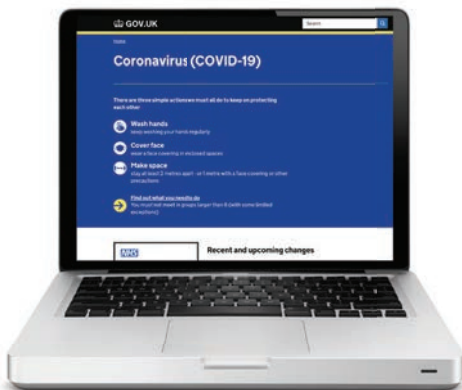 GOV.UK
Search
Home
Coronavirus (COVID-19)
There are three simple actions we must all do to keep on protecting
each other
Wash hands
keep washing your hands regularly
Cover face
wear a face covering in enclosed spaces
Make space
stay at least 2 metres apart - or 1 metre with a face covering or other
precautions
Find out what you need to do
You must not meet in groups larger than 6 (with some limited
exceptions)
NHS
Recent and upcoming changes